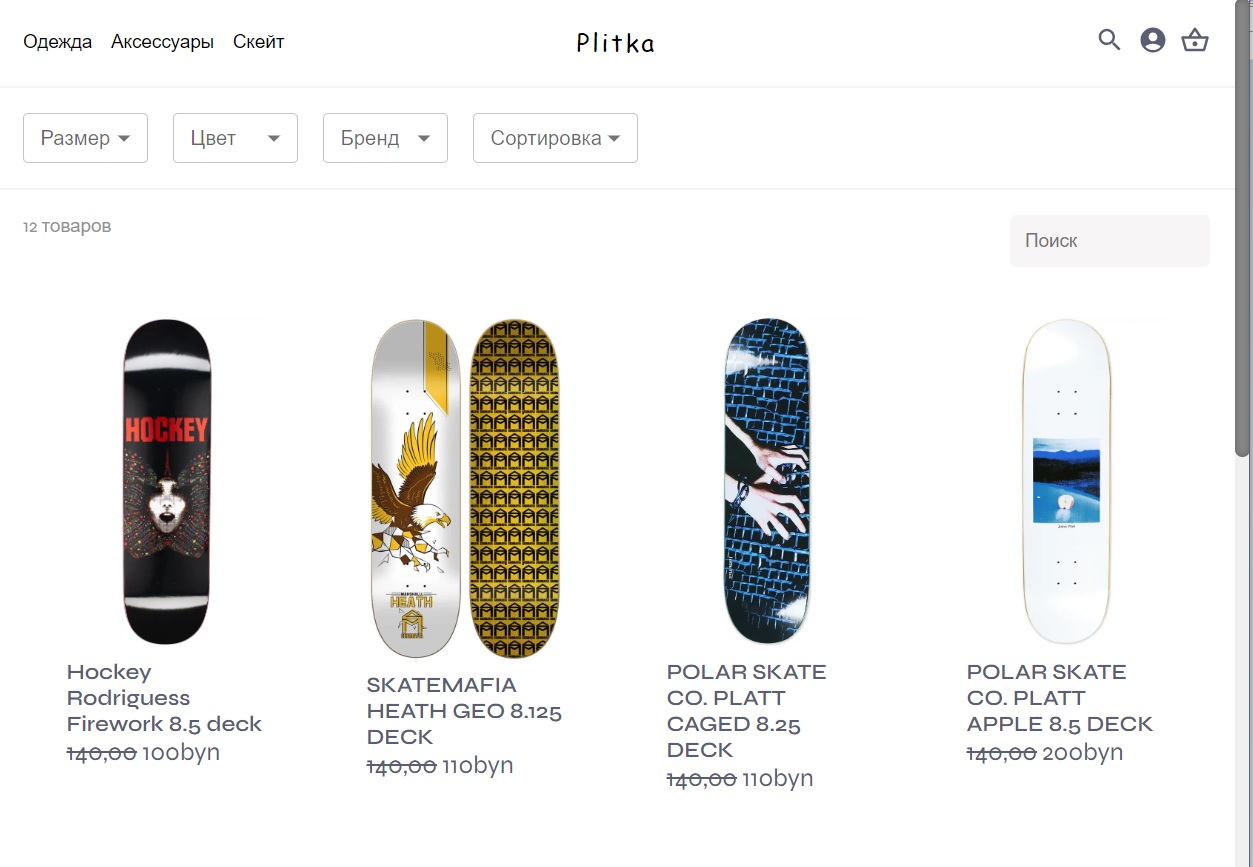 Одежда Аксессуары Скейт
Plitka
Размер
Цвет
Бренд
Сортировка
12 товаров
Поиск
HOCKEY
HEATH
Hockey
Rodriguess
Firework 8.5 deck
140,00 100byn
SKATEMAFIA
HEATH GEO 8.125
DECK
140,00 110byn
POLAR SKATE
CO. PLATT
CAGED 8.25
DECK
140,00 110byn
POLAR SKATE
CO. PLATT
APPLE 8.5 DECK
140,00 200byn